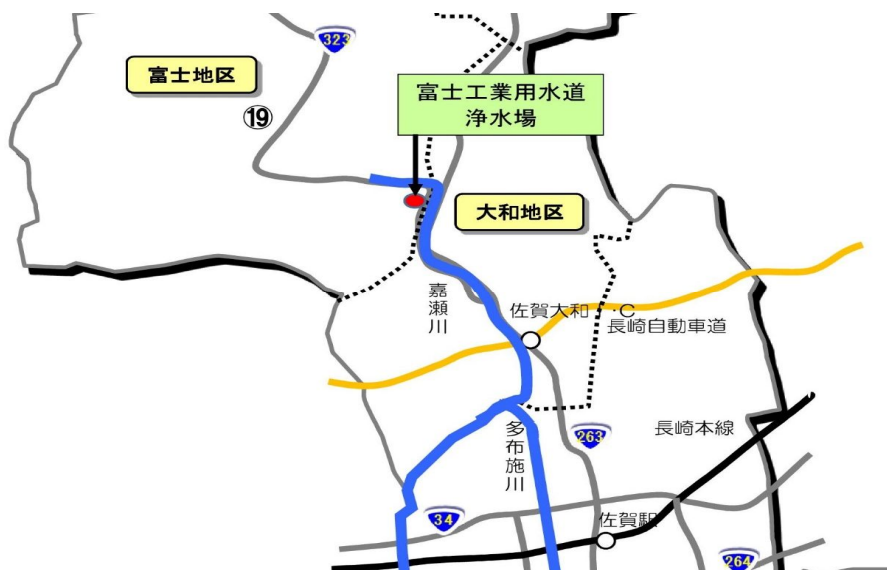 323
富士地区
富士工業用水道
浄水場
⑲
大和地区
嘉瀬川
佐賀大和 ・C
長崎自動車道
263
長崎本線
多布施川
34
佐賀駅
264